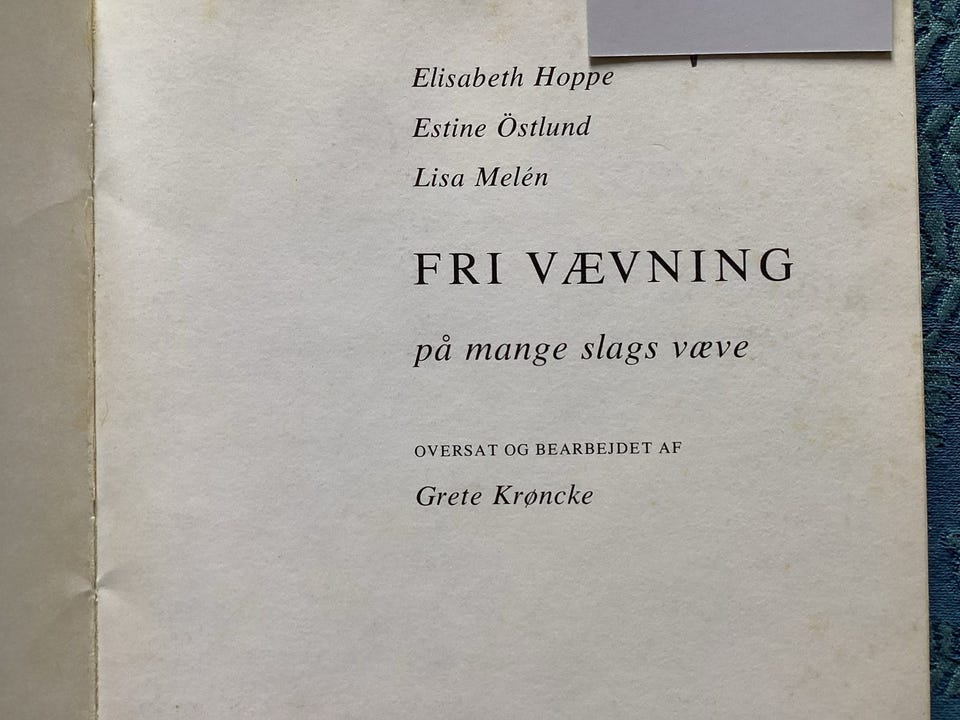 Elisabeth Hoppe
Estine Östlund
Lisa Melén
FRI VÆVNING
på mange slags væve
OVERSAT OG BEARBEJDET AF
Grete Krøncke